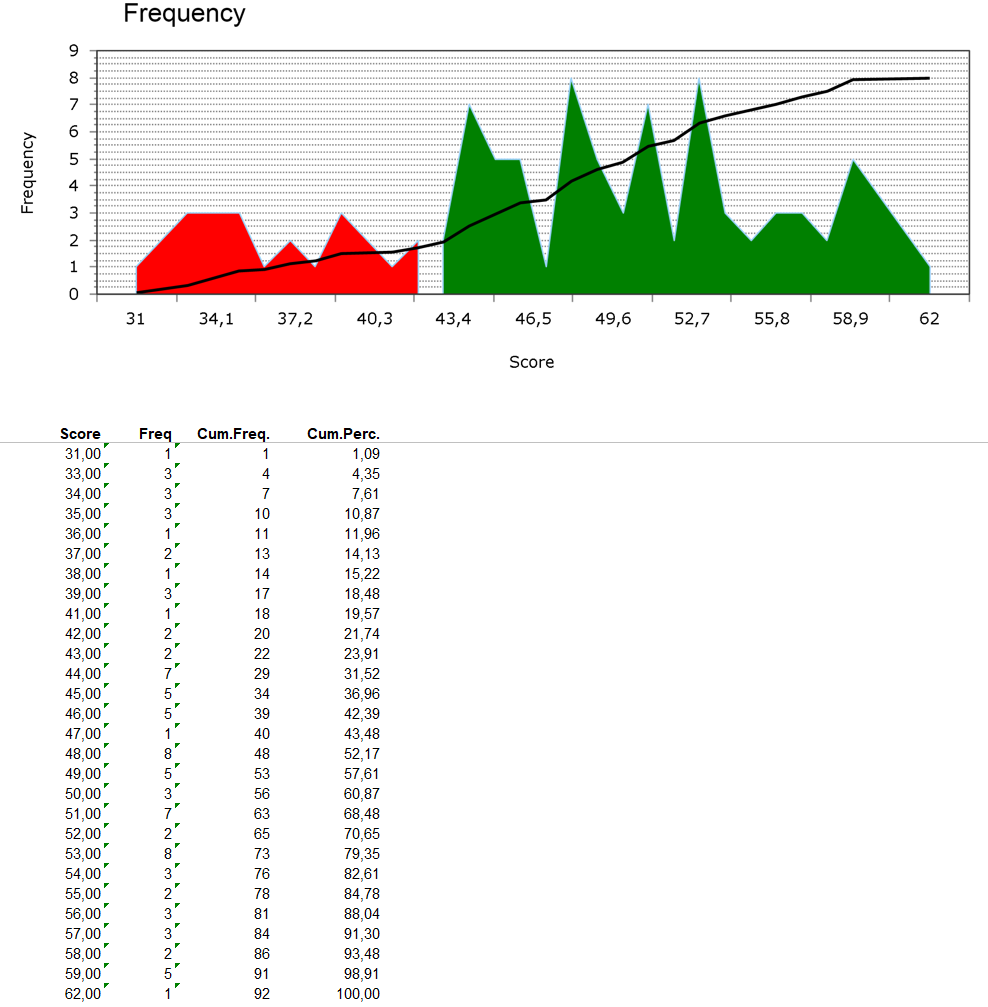 Frequency
9
8
7
6
5
4
3
2
1
0
Frequency
31 34,1 37,2 40,3 43,4 46,5 49,6 52,7 55,8 58,9 62
Score
Score Freq Cum.Freq. Cum.Perc.
31,00 1 1 1,09
33,00 3 4 4,35
34,00 3 7 7,61
35,00 3 10 10,87
36,00 1 11 11,96
37,00 2 13 14,13
38,00 1 14 15,22
39,00 3 17 18,48
41,00 1 18 19,57
42,00 2 20 21,74
43,00 2 22 23,91
44,00 7 29 31,52
45,00 5 34 36,96
46,00 5 39 42,39
47,00 1 40 43,48
48,00 8 48 52,17
49,00 5 53 57,61
50,00 3 56 60,87
51,00 7 63 68,48
52,00 2 65 70,65
53,00 8 73 79,35
54,00 3 76 82,61
55,00 2 78 84,78
56,00 3 81 88,04
57,00 3 84 91,30
58,00 2 86 93,48
59,00 5 91 98,91
62,00 1 92 100,00